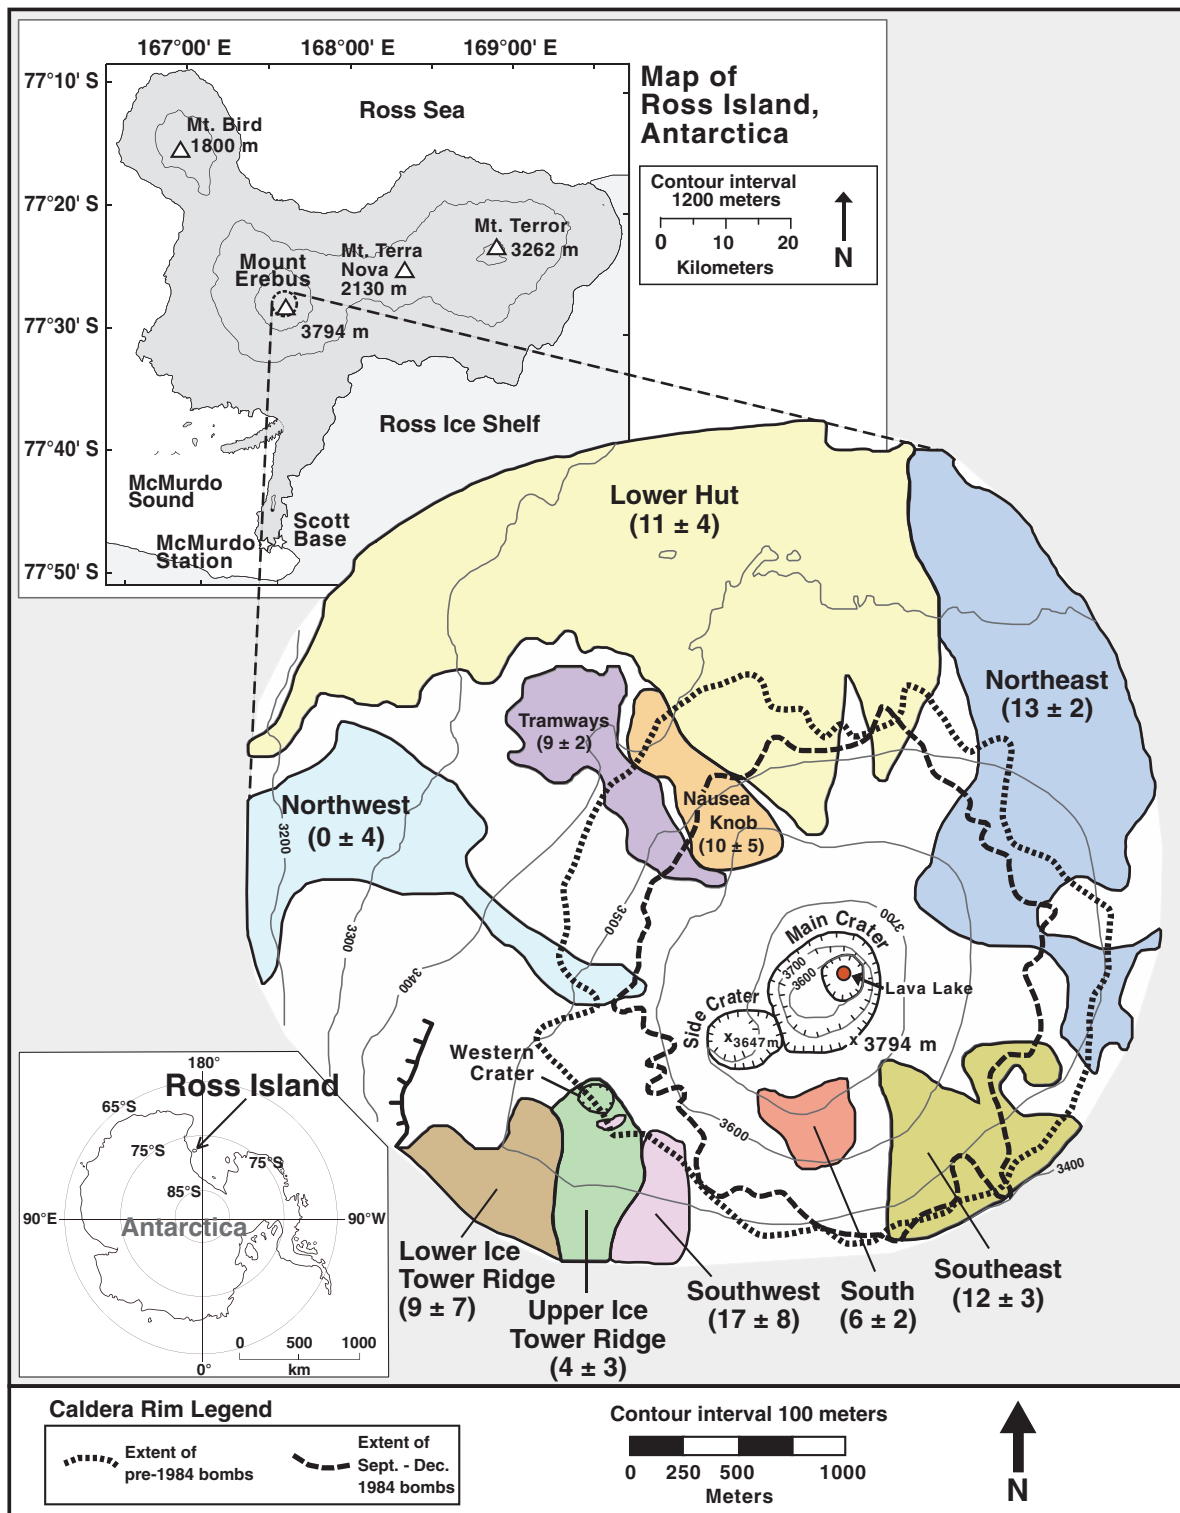 167°00' E
168°00' E
169°00' E
77°10' S
77°20' S
77°30' S
77°40' S
77°50' S
Ross Sea
Mt. Bird
1800 m
Mt. Terror
3262 m
Mt. Terra
Nova
2130 m
Mount
Erebus
3794 m
Ross Ice Shelf
McMurdo
Sound
Scott
Base
McMurdo
Station
Map of
Ross Island,
Antarctica
Contour interval
1200 meters
0 10 20
Kilometers
N
Lower Hut
(11 ± 4)
Northeast
(13 ± 2)
Tramways
(9 ± 2)
Nausea
Knob
(10 ± 5)
Northwest
(0 ± 4)
3200
3300
3400
3500
3700
Main Crater
3700
3600
Lava Lake
Side Crater
x3647m
x 3794 m
Western
Crater
3600
3400
Lower Ice
Tower Ridge
(9 ± 7)
Upper Ice
Tower Ridge
(4 ± 3)
Southwest
(17 ± 8)
South
(6 ± 2)
Southeast
(12 ± 3)
180°
Ross Island
65°S
75°S
75°S
85°S
90°E
90°W
Antarctica
0 500 1000
km
0°
Caldera Rim Legend
Extent of
pre-1984 bombs
Extent of
Sept. - Dec.
1984 bombs
Contour interval 100 meters
0 250 500 1000
Meters
N